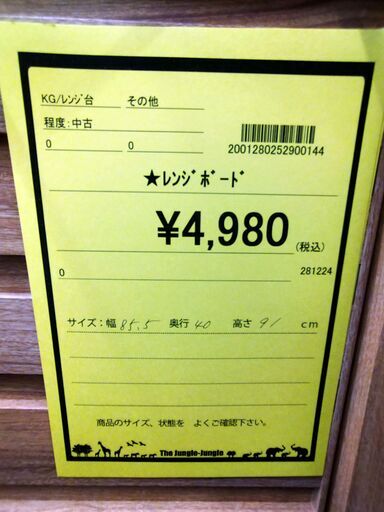 KG/ﾚﾝｼﾞ台 その他
程度:中古
0 0
2001280252900144
★ﾚﾝｼﾞﾎﾞｰﾄﾞ
¥4,980 (税込)
0 281224
サイズ:幅 85.5 奥行 40 高さ 91 cm
商品のサイズ、状態を よくご確認下さい。
The Jungle-Jungle